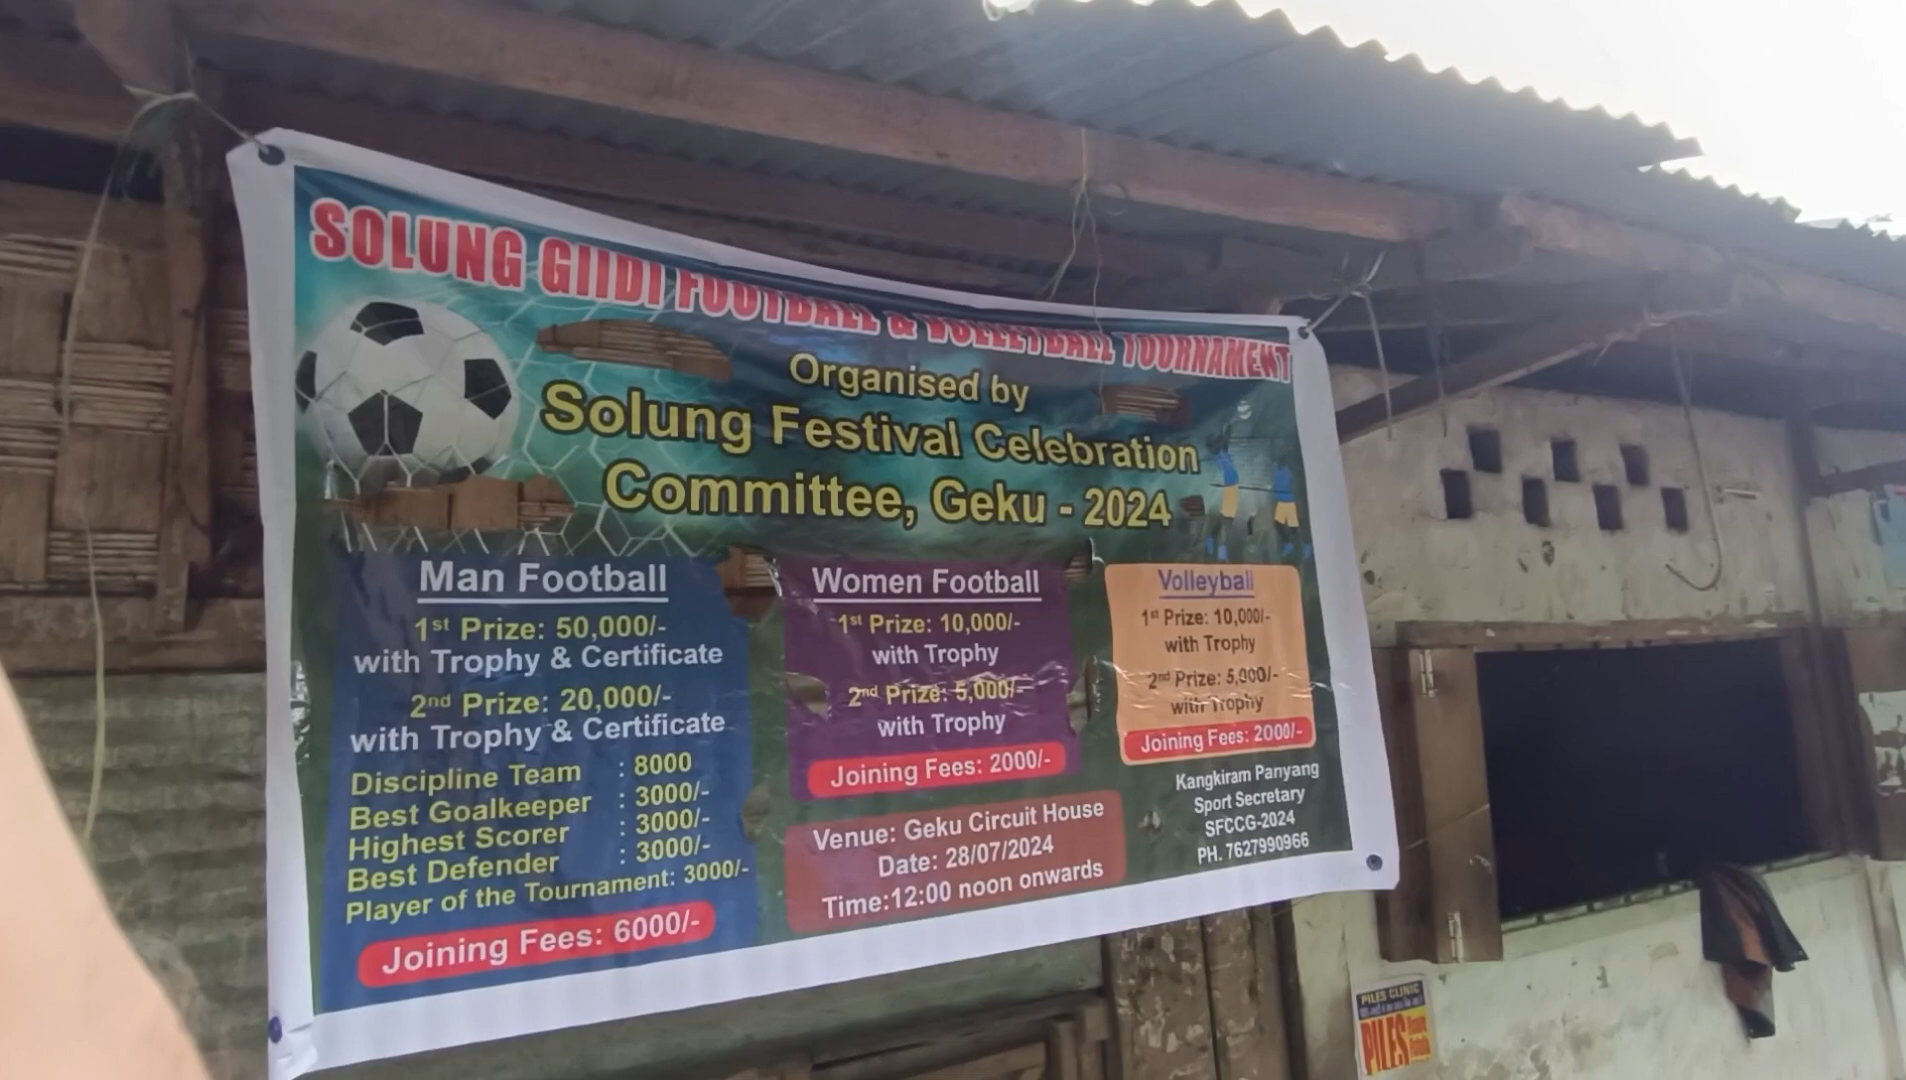 SOLUNG GIIDI FOOTBALL & VOLLEYBALL TOURNAMENT
Organised by
Solung Festival Celebration
Committee, Geku - 2024
Man Football
1st Prize: 50,000/-
with Trophy & Certificate
2nd Prize: 20,000/-
with Trophy & Certificate
Discipline Team : 8000
Best Goalkeeper : 3000/-
Highest Scorer : 3000/-
Best Defender : 3000/-
Player of the Tournament: 3000/-
Joining Fees: 6000/-
Women Football
1st Prize: 10,000/-
with Trophy
2nd Prize: 5,000/-
with Trophy
Joining Fees: 2000/-
Venue: Geku Circuit House
Date: 28/07/2024
Time:12:00 noon onwards
Volleyball
1st Prize: 10,000/-
with Trophy
2nd Prize: 5,000/-
with Trophy
Joining Fees: 2000/-
Kangkiram Panyang
Sport Secretary
SFCCG-2024
PH. 7627990966
PILES CLINIC
PILES